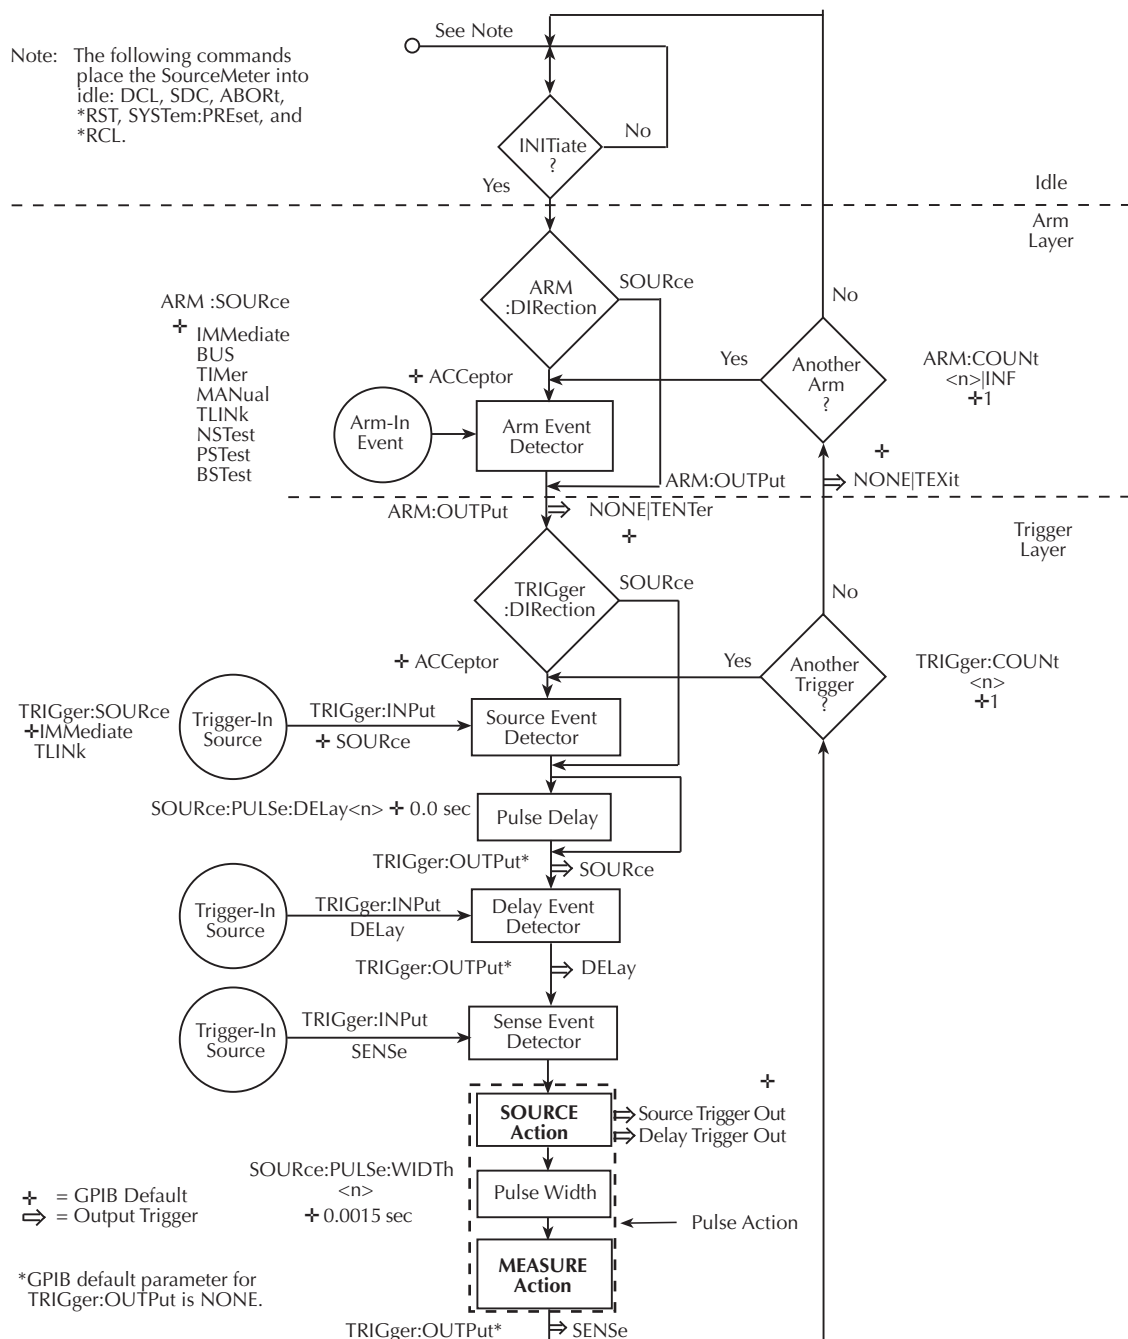 See Note
Note: The following commands
place the SourceMeter into
idle: DCL, SDC, ABORt,
*RST, SYSTem:PREset, and
*RCL.
INITiate
?
No
Yes
Idle
Arm
Layer
ARM
:DIRection
SOURce
ARM :SOURce
IMMediate
BUS
TIMer
MANual
TLINk
NSTest
PSTest
BSTest
No
Yes
Another
Arm
?
ARM:COUNt
<n>|INF
1
ACCeptor
Arm-In
Event
Arm Event
Detector
ARM:OUTPut
NONE|TEXit
ARM:OUTPut
NONE|TENTer
Trigger
Layer
TRIGger
:DIRection
SOURce
No
ACCeptor
Yes
Another
Trigger
?
TRIGger:COUNt
<n>
1
TRIGger:SOURce
IMMediate
TLINk
Trigger-In
Source
TRIGger:INPut
SOURce
Source Event
Detector
SOURce:PULSe:DELay<n> 0.0 sec
Pulse Delay
TRIGger:OUTPut*
SOURce
Trigger-In
Source
TRIGger:INPut
DELay
Delay Event
Detector
TRIGger:OUTPut*
DELay
Trigger-In
Source
TRIGger:INPut
SENSe
Sense Event
Detector
SOURCE
Action
Source Trigger Out
Delay Trigger Out
SOURce:PULSe:WIDTh
<n>
0.0015 sec
Pulse Width
Pulse Action
= GPIB Default
= Output Trigger
MEASURE
Action
*GPIB default parameter for
TRIGger:OUTPut is NONE.
TRIGger:OUTPut*
SENSe